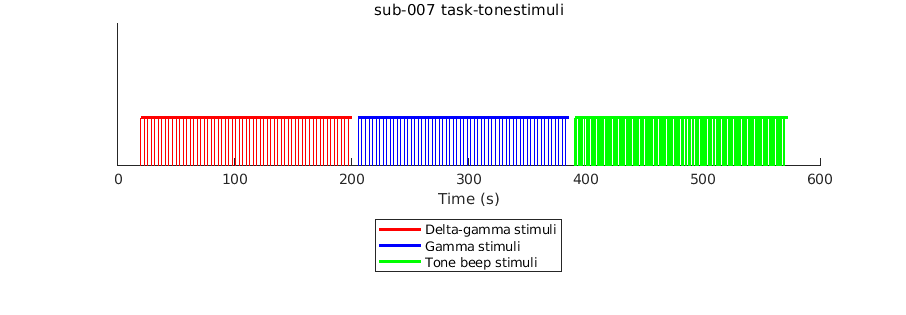 sub-007 task-tonestimuli
0 100 200 300 400 500 600
Time (s)
Delta-gamma stimuli
Gamma stimuli
Tone beep stimuli